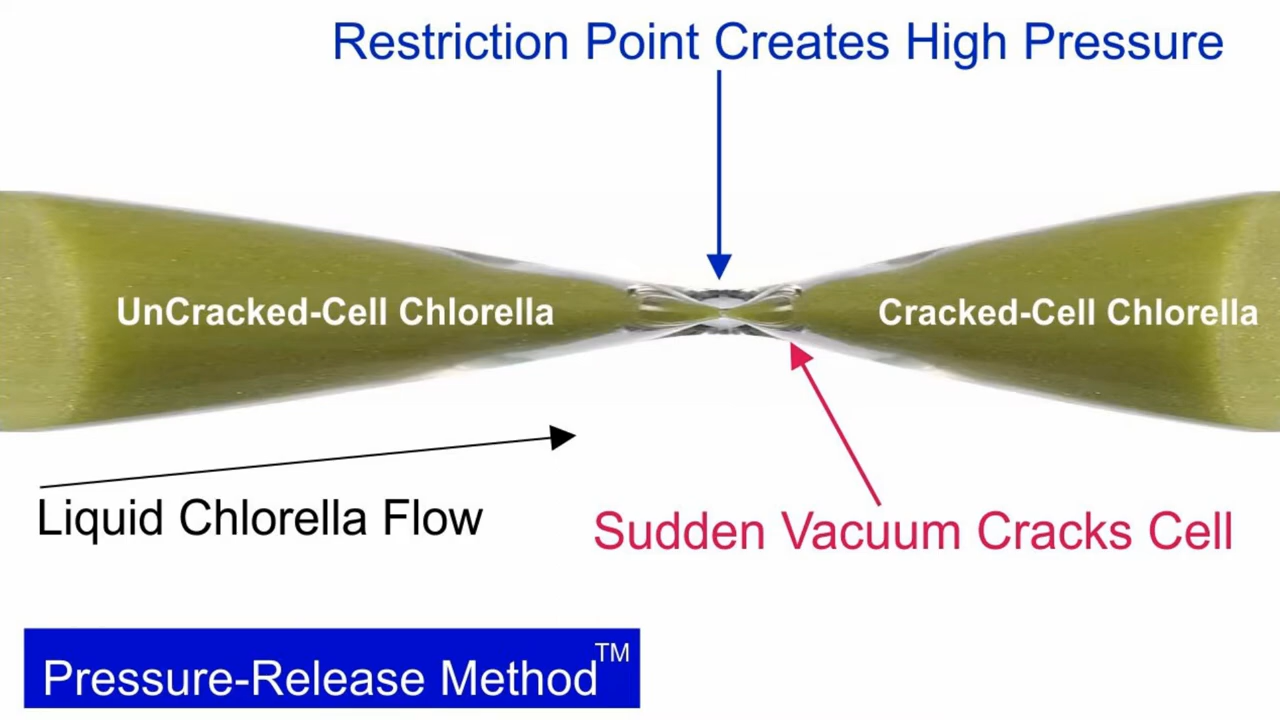 Restriction Point Creates High Pressure
UnCracked-Cell Chlorella
Cracked-Cell Chlorella
Liquid Chlorella Flow
Sudden Vacuum Cracks Cell
Pressure-Release Method™